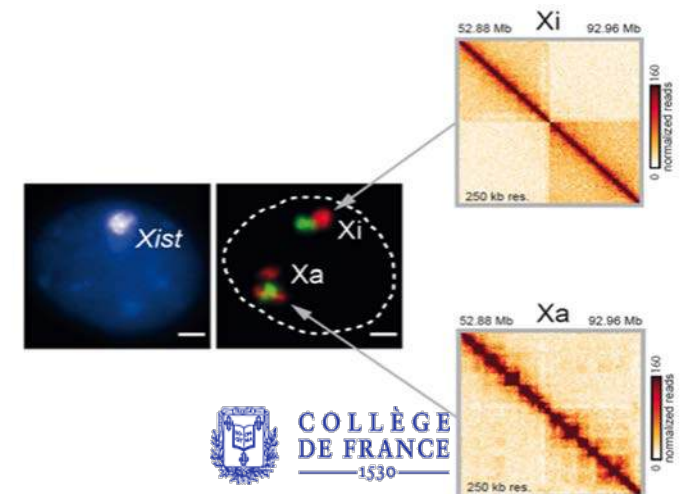 Xi
52.88 Mb 92.96 Mb
160
normalized reads
0
250 kb res.
Xist
Xi
Xa
Xa
52.88 Mb 92.96 Mb
160
normalized reads
0
250 kb res.
COLLÈGE
DE FRANCE
1530